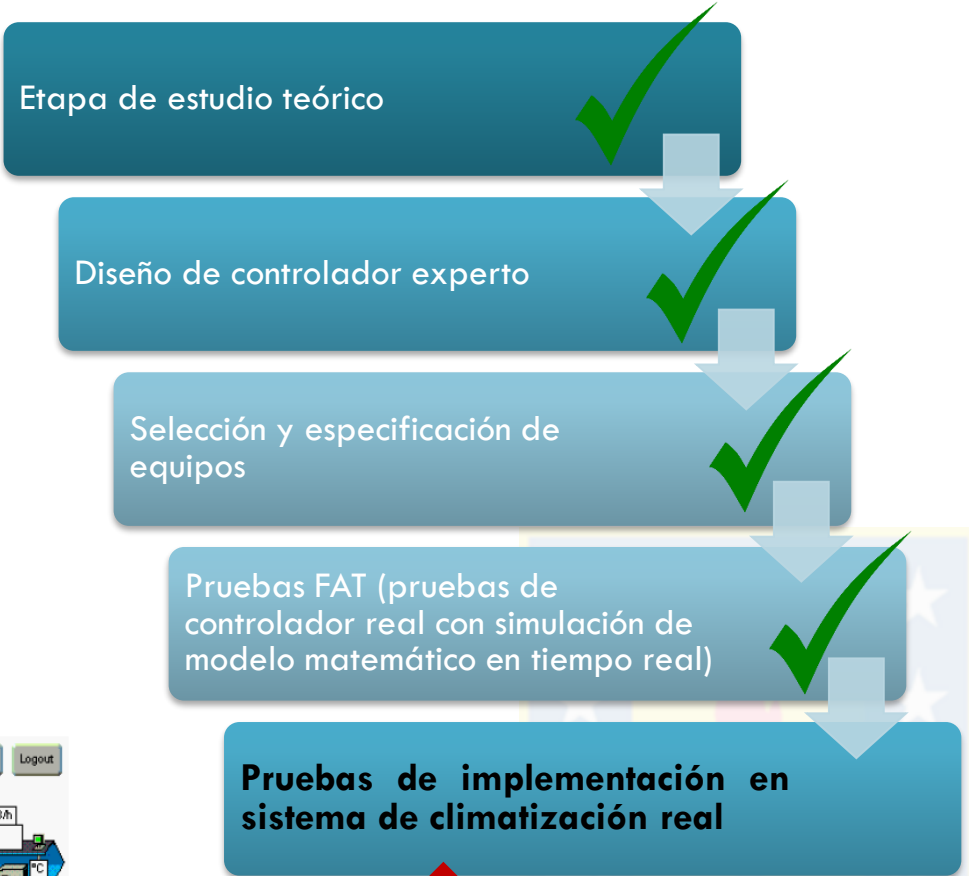 Etapa de estudio teórico
Diseño de controlador experto
Selección y especificación de
equipos
Pruebas FAT (pruebas de
controlador real con simulación de
modelo matemático en tiempo real)
Logout
Pruebas de implementación en
sistema de climatización real
°C